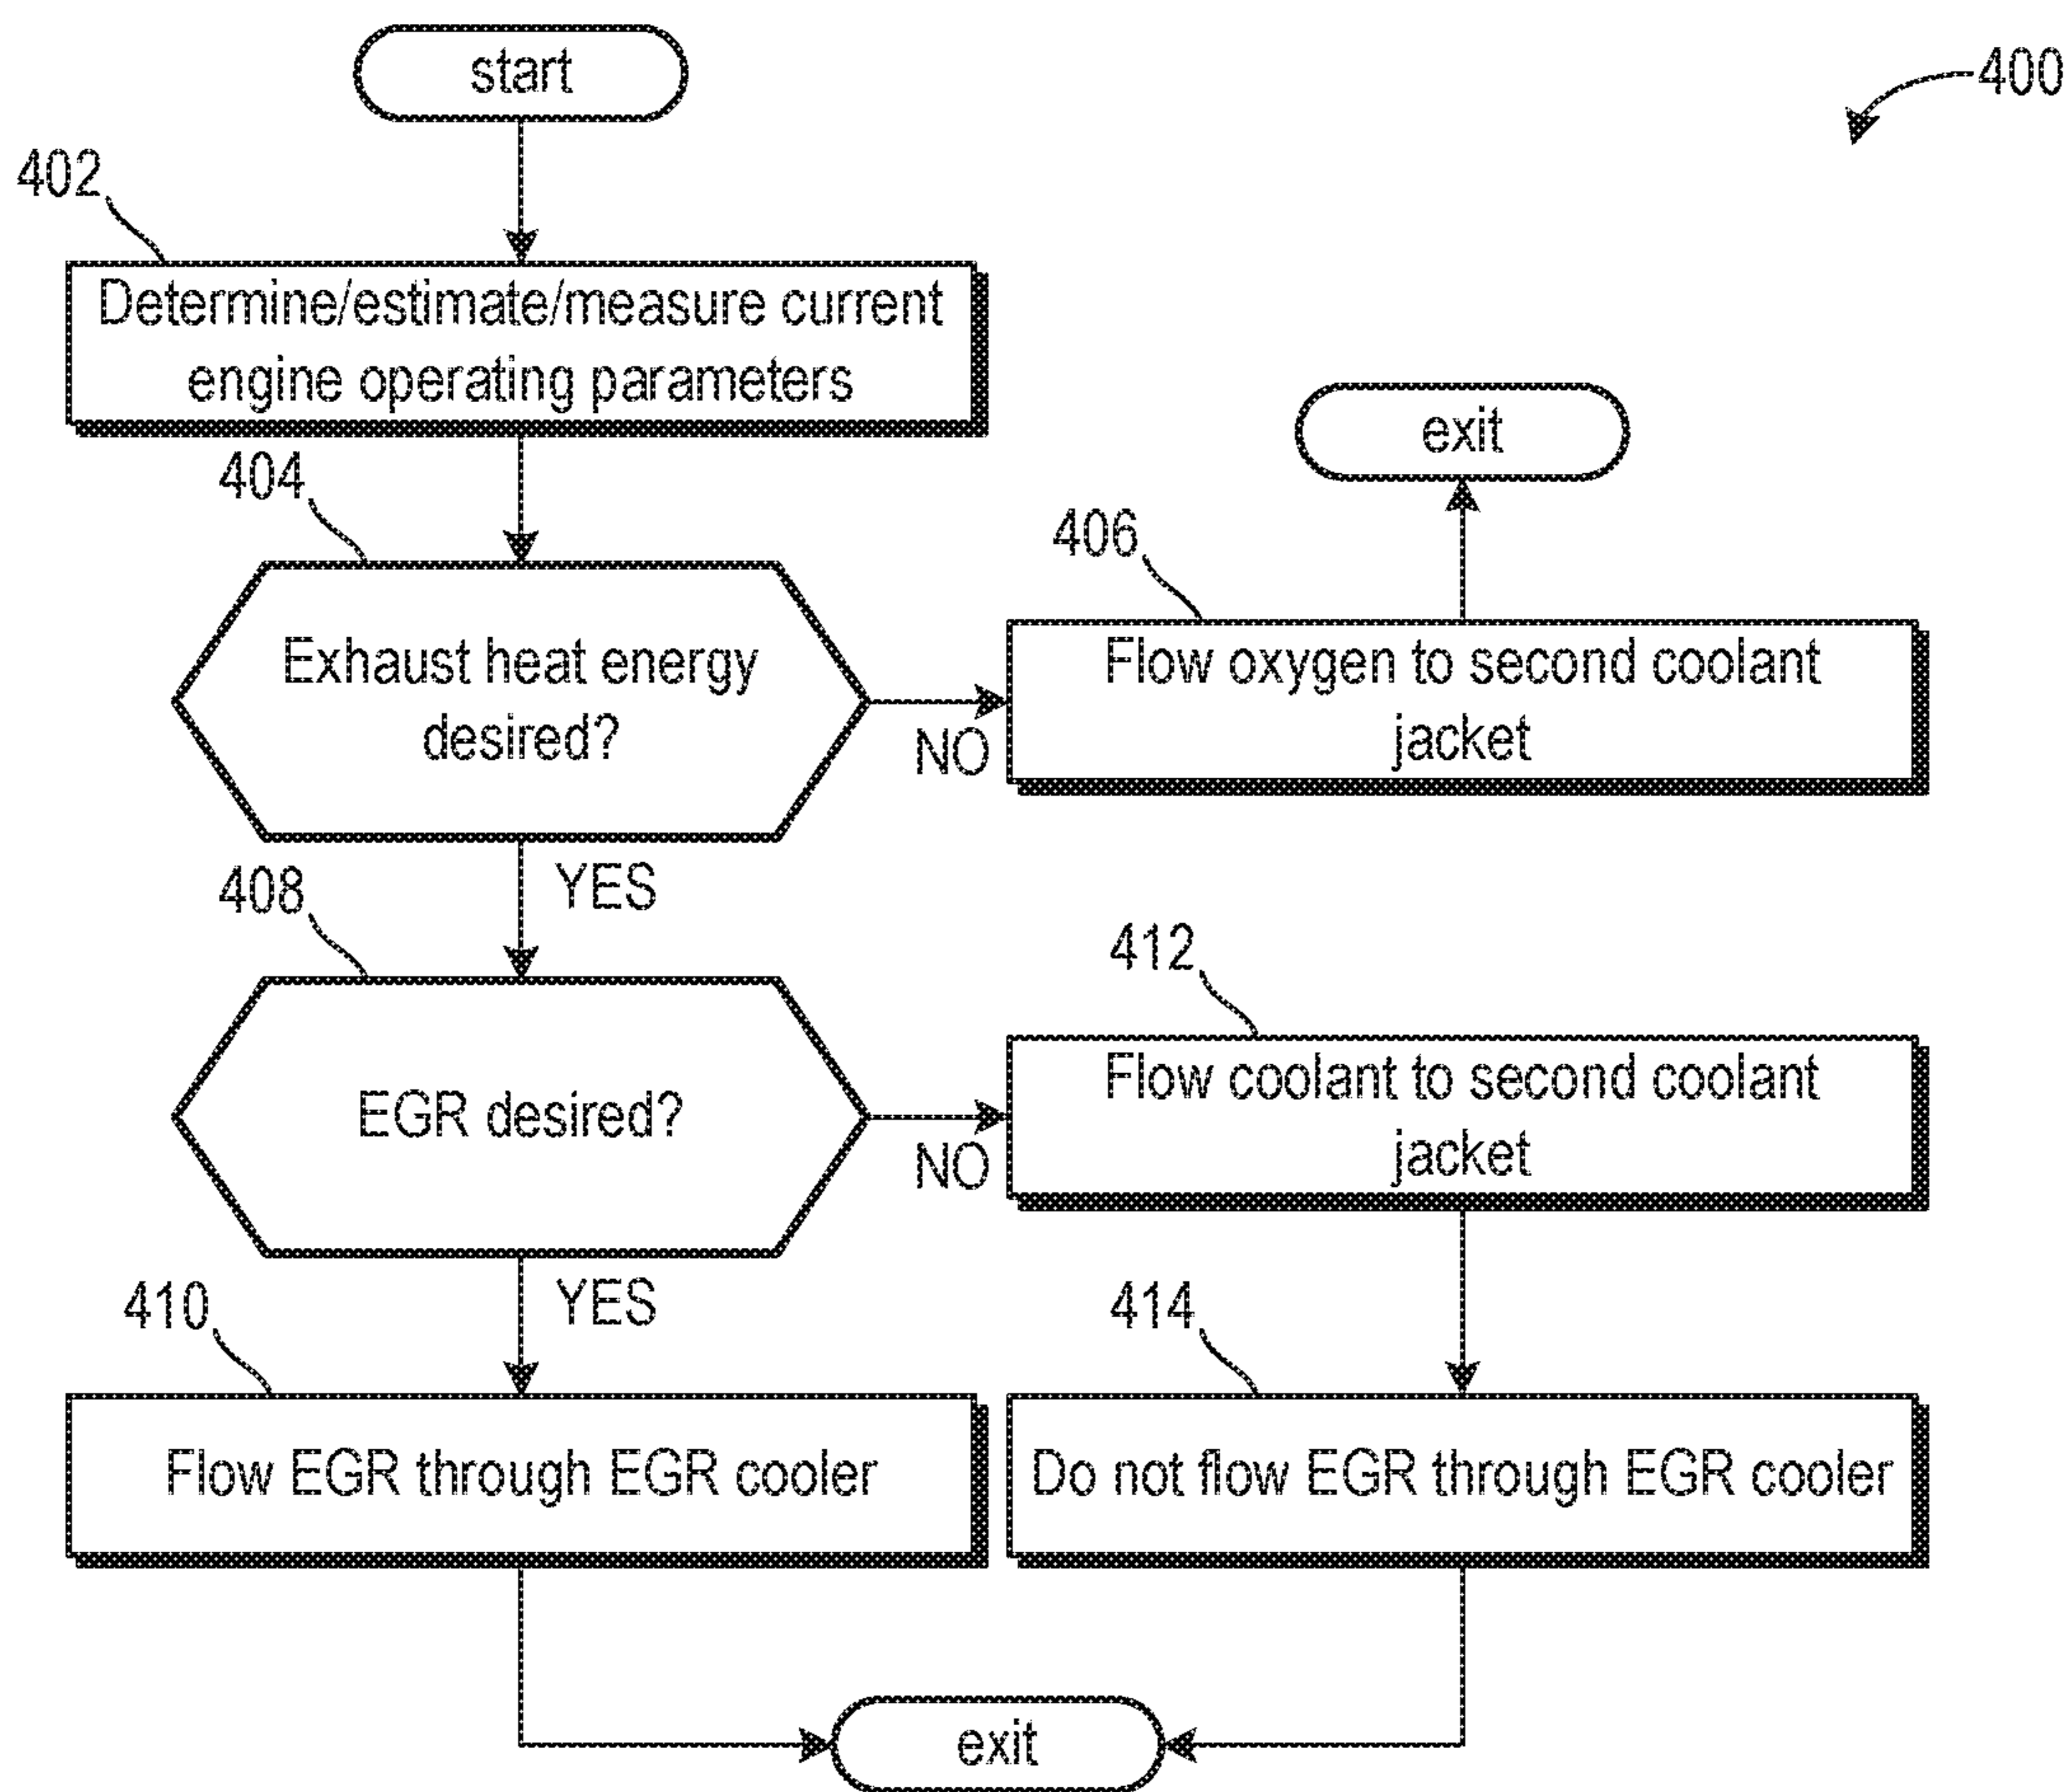 start
400
402
Determine/estimate/measure current
engine operating parameters
404
Exhaust heat energy
desired?
NO
406
Flow oxygen to second coolant
jacket
exit
YES
408
EGR desired?
NO
412
Flow coolant to second coolant
jacket
YES
410
Flow EGR through EGR cooler
414
Do not flow EGR through EGR cooler
exit